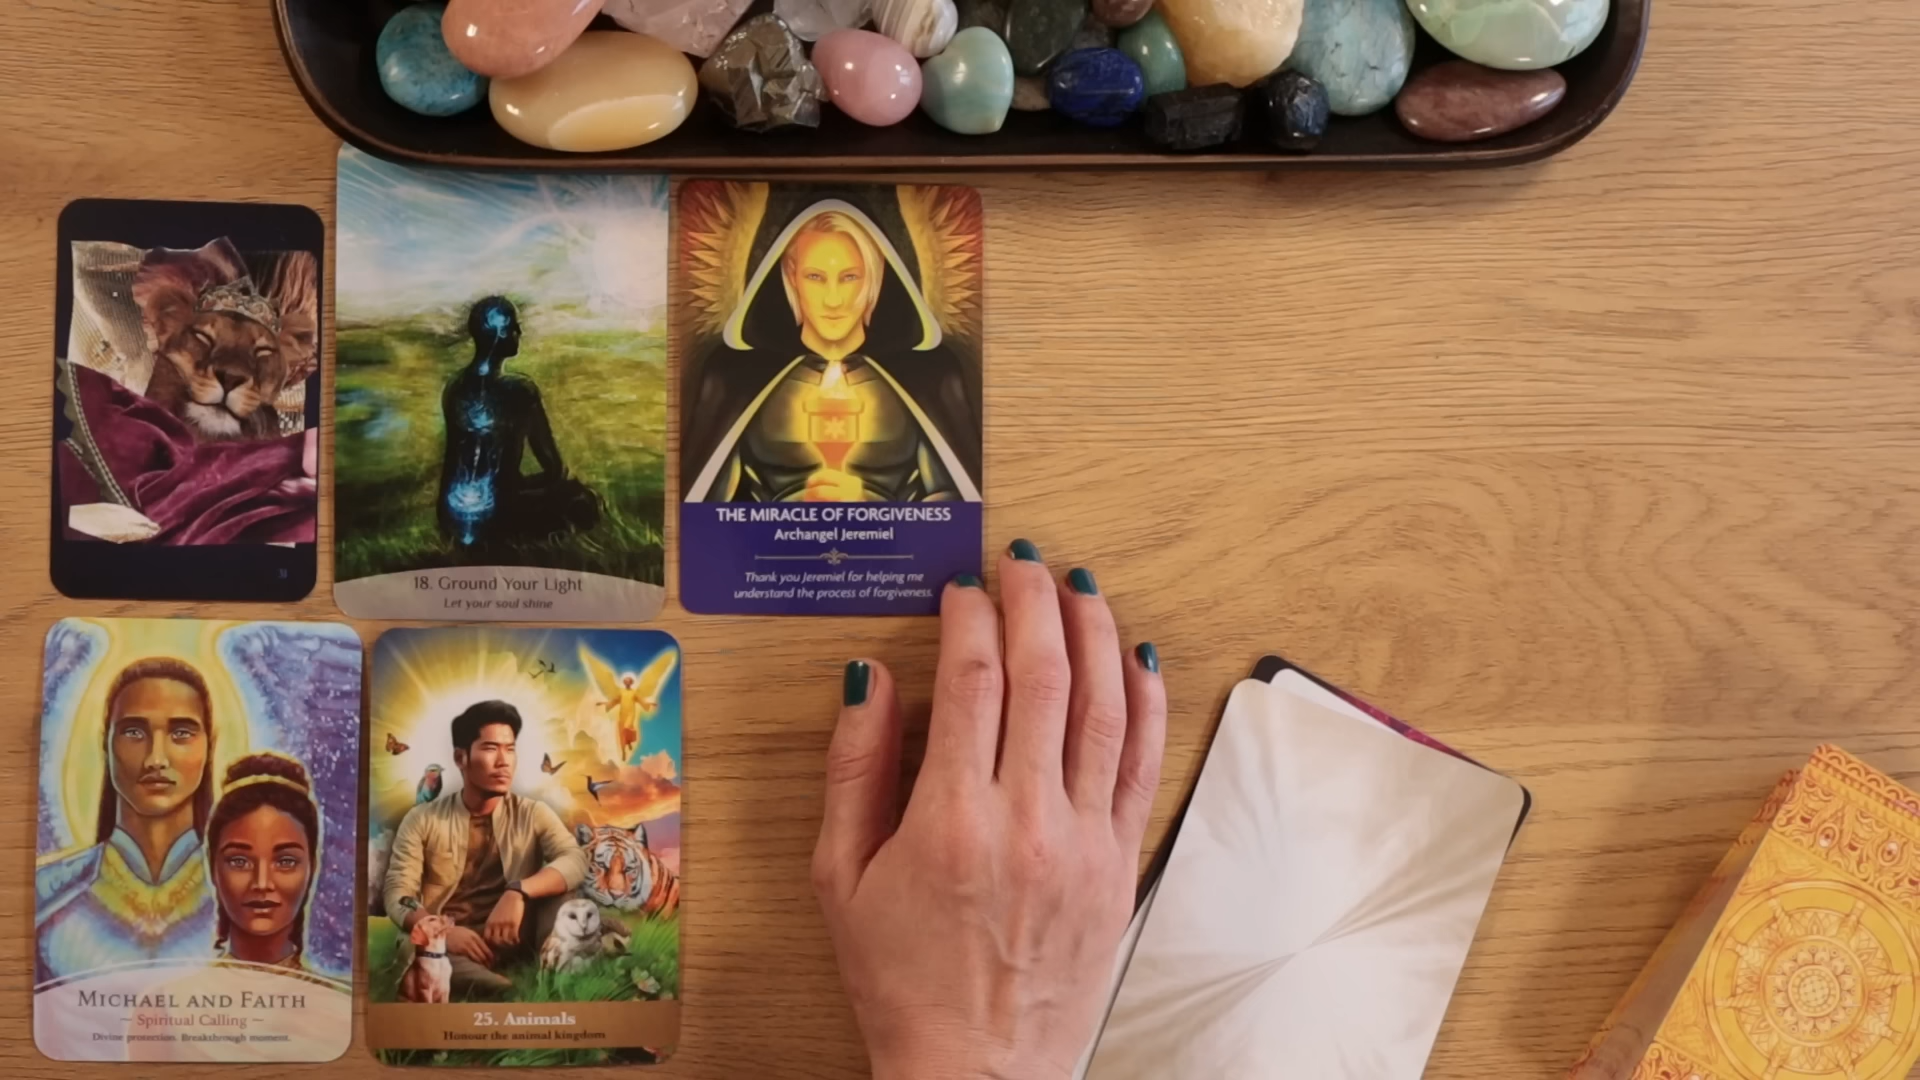 18. Ground Your Light
Let your soul shine
THE MIRACLE OF FORGIVENESS
Archangel Jeremiel
Thank you Jeremiel for helping me
understand the process of forgiveness.
MICHAEL AND FAITH
~ Spiritual Calling ~
Divine protection. Breakthrough moment.
25. Animals
Honour the animal kingdom